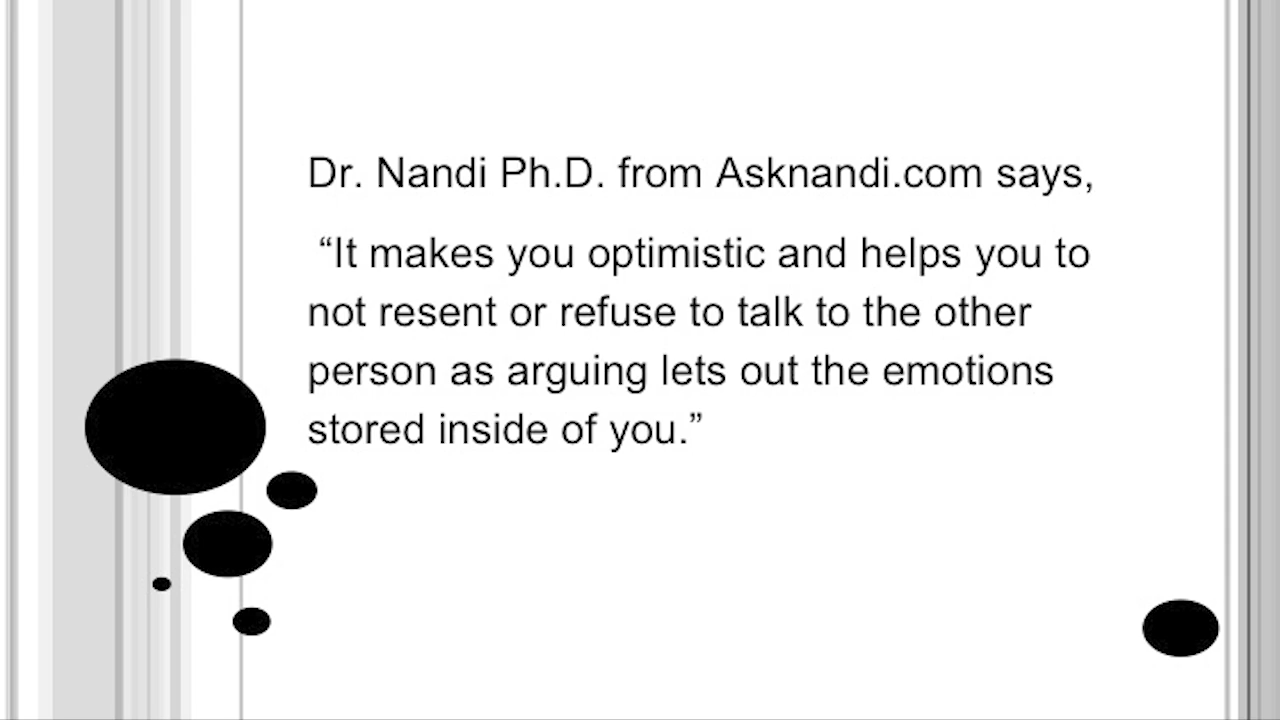 Dr. Nandi Ph.D. from Asknandi.com says,
“It makes you optimistic and helps you to
not resent or refuse to talk to the other
person as arguing lets out the emotions
stored inside of you.”